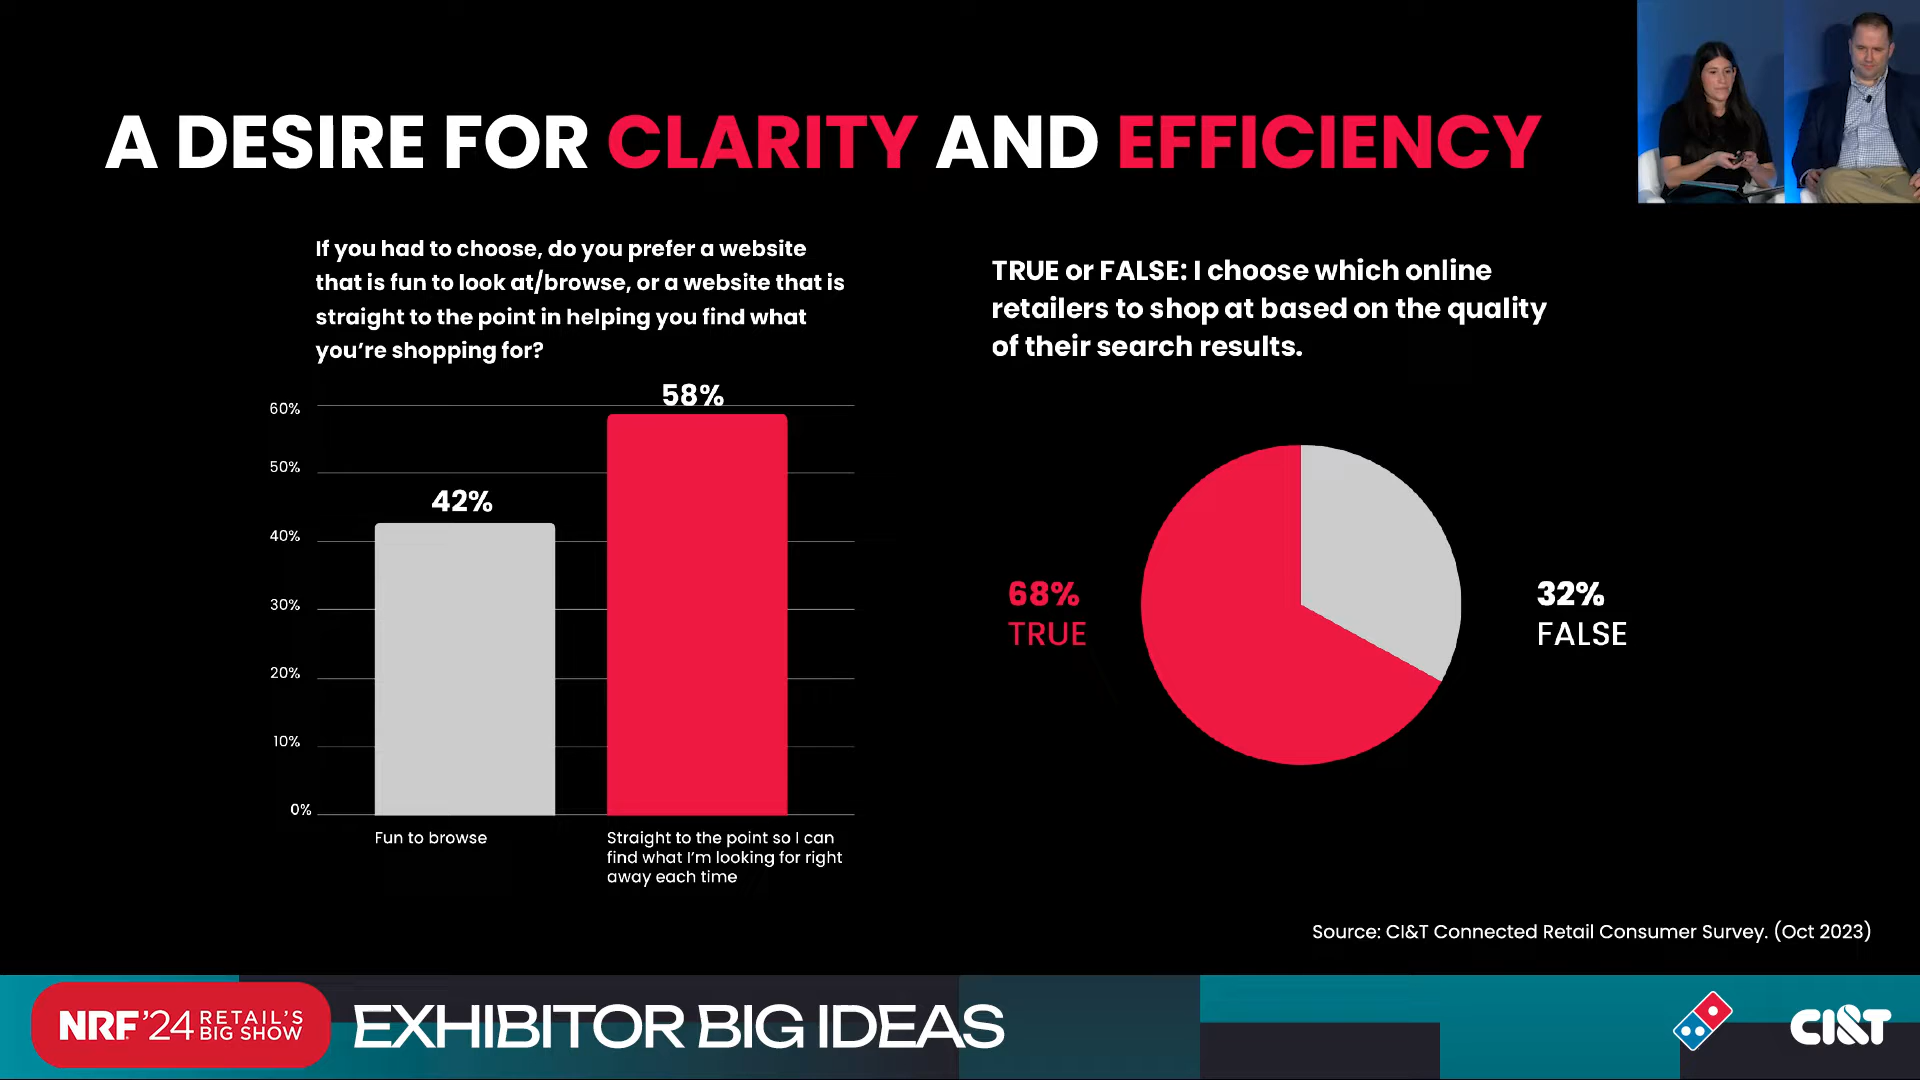 A DESIRE FOR CLARITY AND EFFICIENCY
If you had to choose, do you prefer a website
that is fun to look at/browse, or a website that is
straight to the point in helping you find what
you’re shopping for?
60%
50%
40%
30%
20%
10%
0%
42%
58%
Fun to browse
Straight to the point so I can
find what I’m looking for right
away each time
TRUE or FALSE: I choose which online
retailers to shop at based on the quality
of their search results.
68%
TRUE
32%
FALSE
Source: CI&T Connected Retail Consumer Survey. (Oct 2023)
NRF’24 RETAIL’S
BIG SHOW
EXHIBITOR BIG IDEAS
CI&T